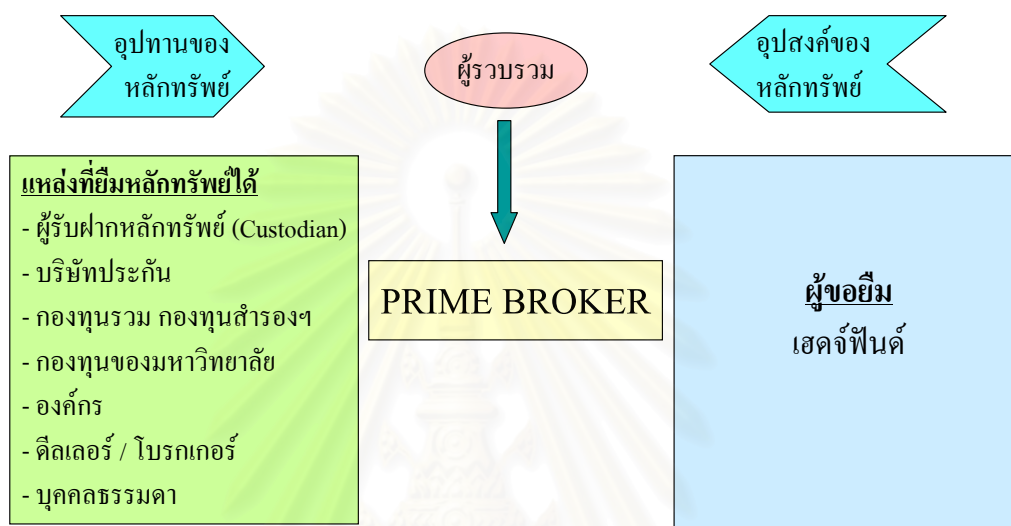 อุปทานของ
หลักทรัพย์
ผู้รวบรวม
อุปสงค์ของ
หลักทรัพย์
แหล่งที่ยืมหลักทรัพย์ได้
- ผู้รับฝากหลักทรัพย์ (Custodian)
- บริษัทประกัน
- กองทุนรวม กองทุนสำรองฯ
- กองทุนของมหาวิทยาลัย
- องค์กร
- ดีลเลอร์ / โบรกเกอร์
- บุคคลธรรมดา
PRIME BROKER
ผู้ขอยืม
เฮดจ์ฟันด์